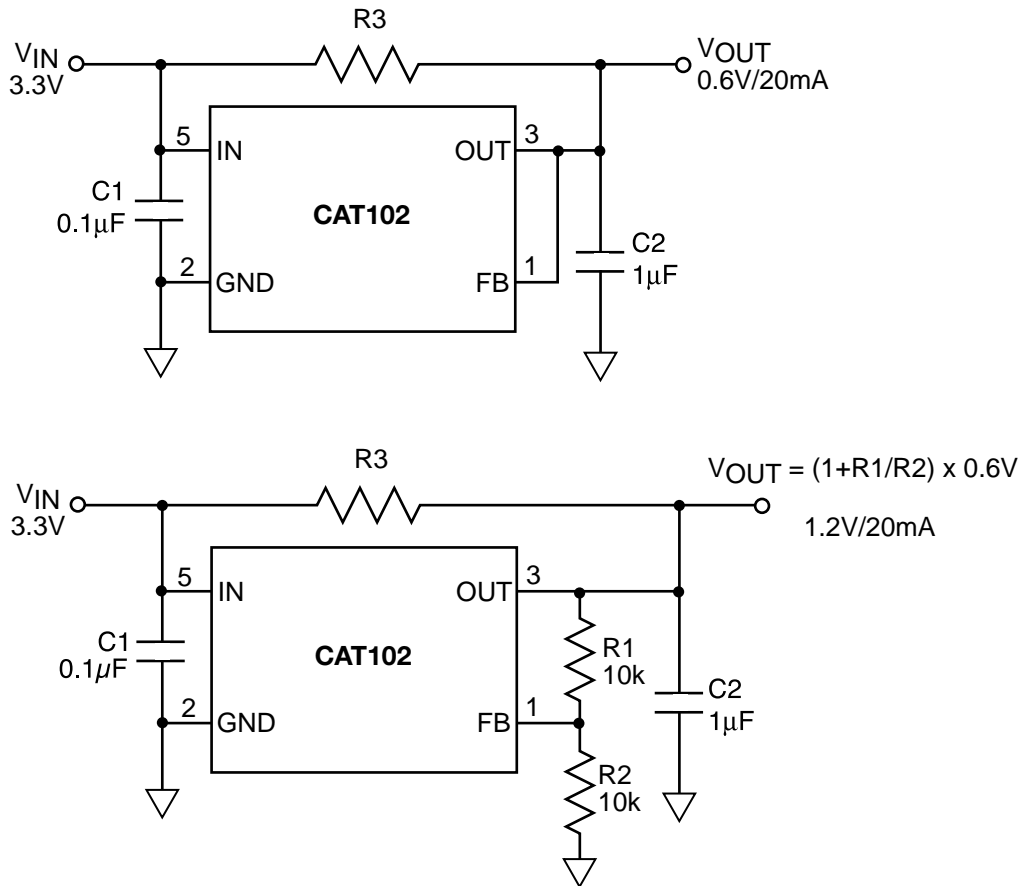 R3
VIN
3.3V
VOUT
0.6V/20mA
5
IN
OUT
3
C1
0.1μF
CAT102
C2
1μF
2
GND
FB
1
R3
VOUT = (1+R1/R2) x 0.6V
VIN
3.3V
1.2V/20mA
5
IN
OUT
3
C1
0.1μF
CAT102
R1
10k
C2
1μF
2
GND
FB
1
R2
10k